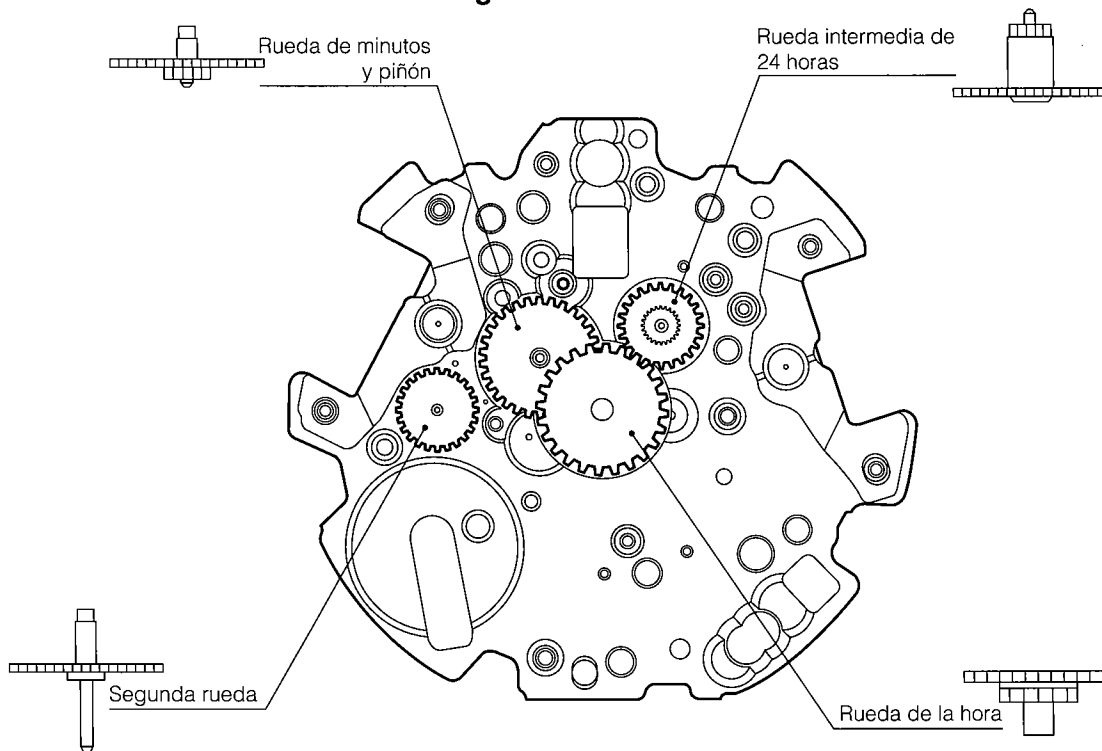 Rueda de minutos
y piñón
Rueda intermedia de
24 horas
Segunda rueda
Rueda de la hora